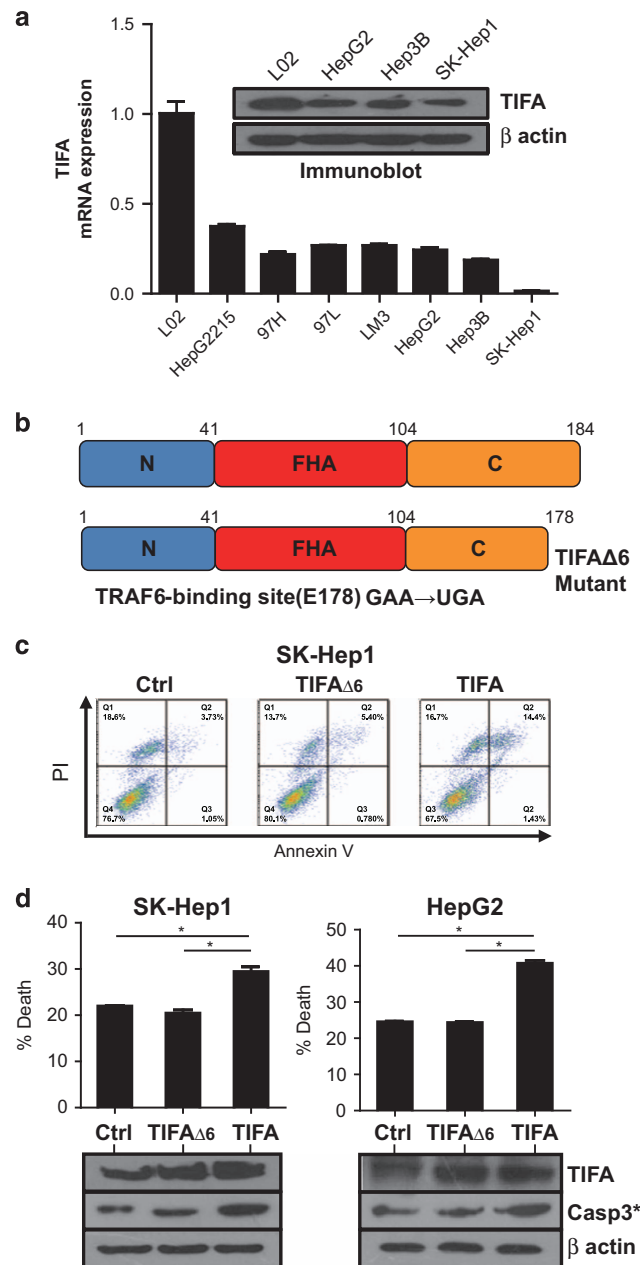 a
1.5
1.0
0.5
0.0
TIFA
mRNA expression
L02 HepG2 Hep3B SK-Hep1
TIFA
β actin
Immunoblot
L02 HepG2215 97H 97L LM3 HepG2 Hep3B SK-Hep1
b
1 41 104 184
N FHA C
1 41 104 178
N FHA C
TIFAΔ6
Mutant
TRAF6-binding site(E178) GAA→UGA
c
SK-Hep1
Ctrl TIFAΔ6 TIFA
Q1 18.6% Q2 3.73%
Q4 76.7% Q3 1.05%
Q1 13.7% Q2 5.40%
Q4 80.1% Q3 0.780%
Q1 16.7% Q2 14.4%
Q3 67.5% Q2 1.43%
PI
Annexin V
d
SK-Hep1
40
30
20
10
0
% Death
*
*
Ctrl TIFAΔ6 TIFA
HepG2
50
40
30
20
10
0
% Death
*
*
Ctrl TIFAΔ6 TIFA
TIFA
Casp3*
β actin